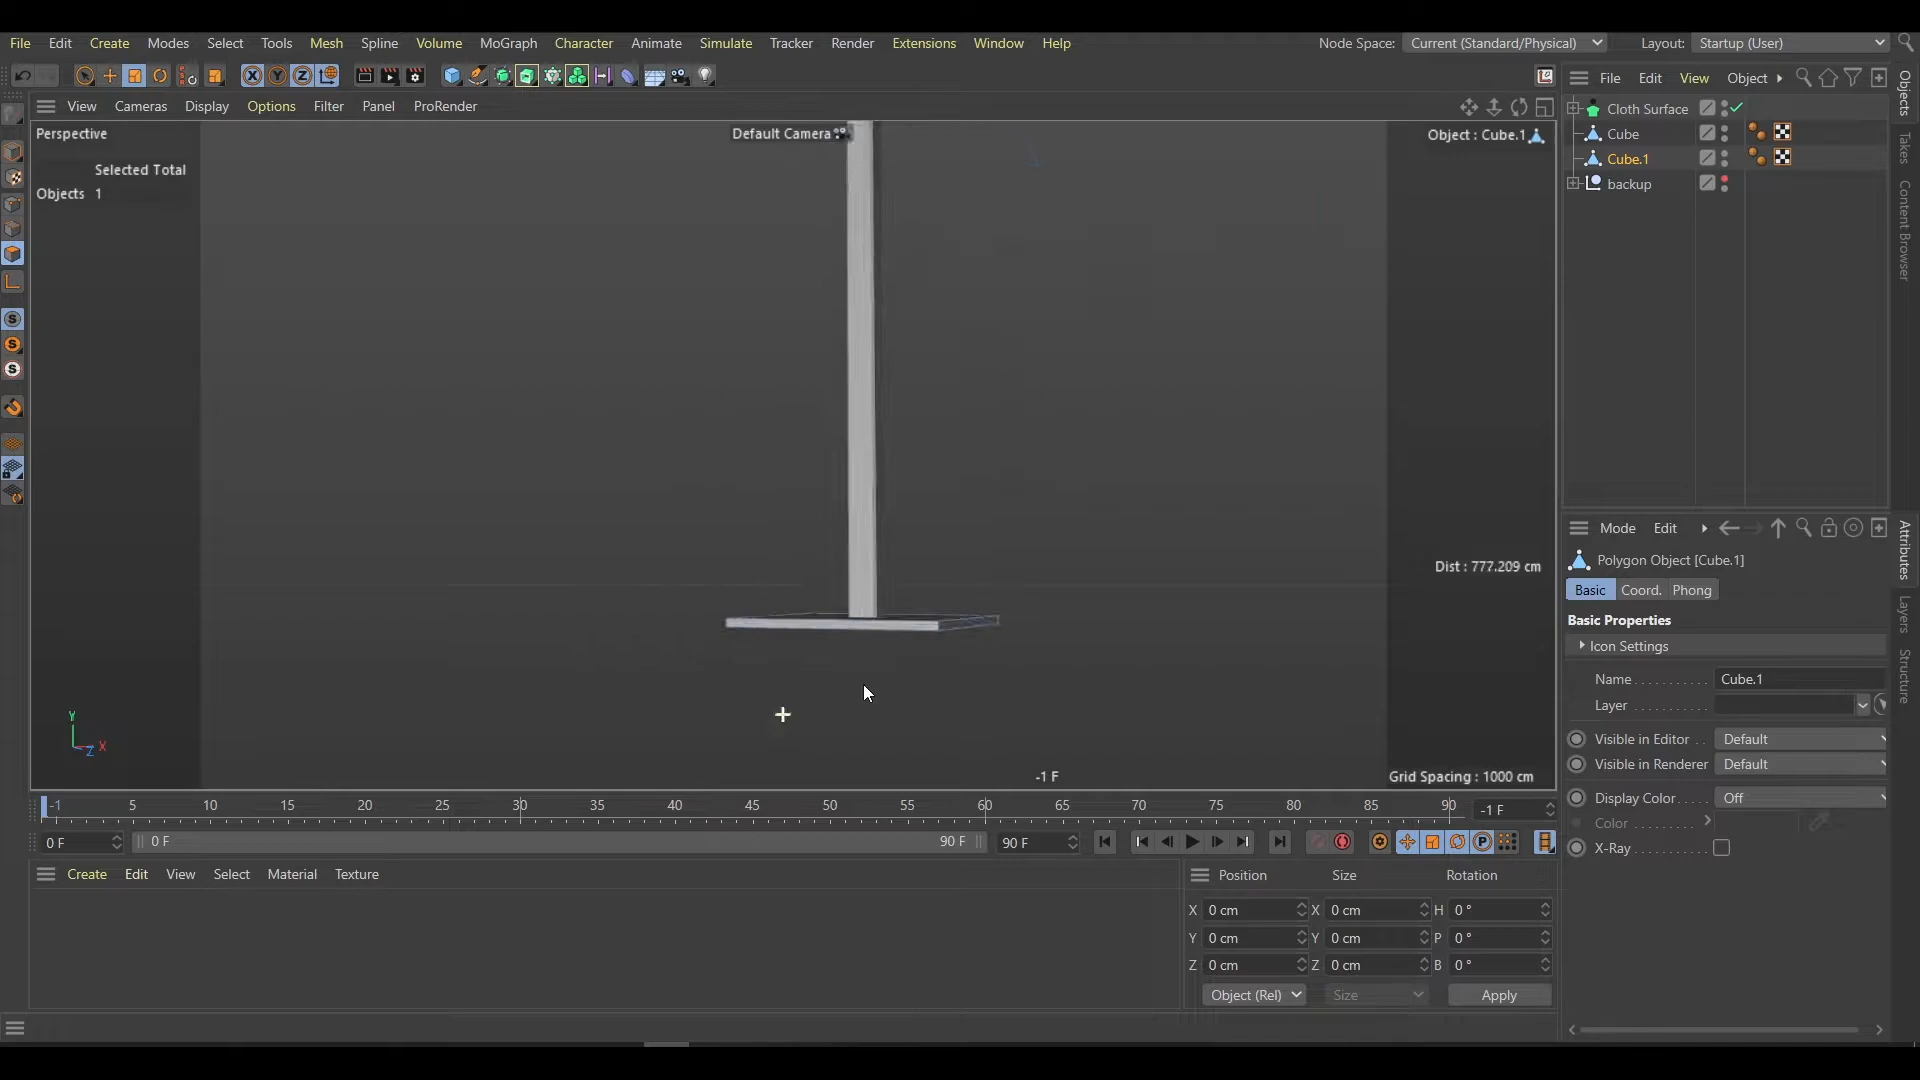 File Edit Create Modes Select Tools Mesh Spline Volume MoGraph Character Animate Simulate Tracker Render Extensions Window Help Node Space: Current (Standard/Physical) Layout: Startup (User)
X Y Z
File Edit View Object
View Cameras Display Options Filter Panel ProRender
Perspective
Default Camera
Object : Cube.1
Selected Total
Objects 1
Dist : 777.209 cm
Y
X
Z
-1 F
Grid Spacing : 1000 cm
Cloth Surface
Cube
Cube.1
backup
Objects
Takes
Content Browser
Mode Edit
Polygon Object [Cube.1]
Basic Coord. Phong
Basic Properties
Icon Settings
Name Cube.1
Layer
Visible in Editor Default
Visible in Renderer Default
Display Color Off
Color
X-Ray
Attributes
Layers
Structure
-1 5 10 15 20 25 30 35 40 45 50 55 60 65 70 75 80 85 90 -1 F
0 F 0 F 90 F 90 F
P
Create Edit View Select Material Texture
Position Size Rotation
X 0 cm X 0 cm H 0 °
Y 0 cm Y 0 cm P 0 °
Z 0 cm Z 0 cm B 0 °
Object (Rel) Size Apply